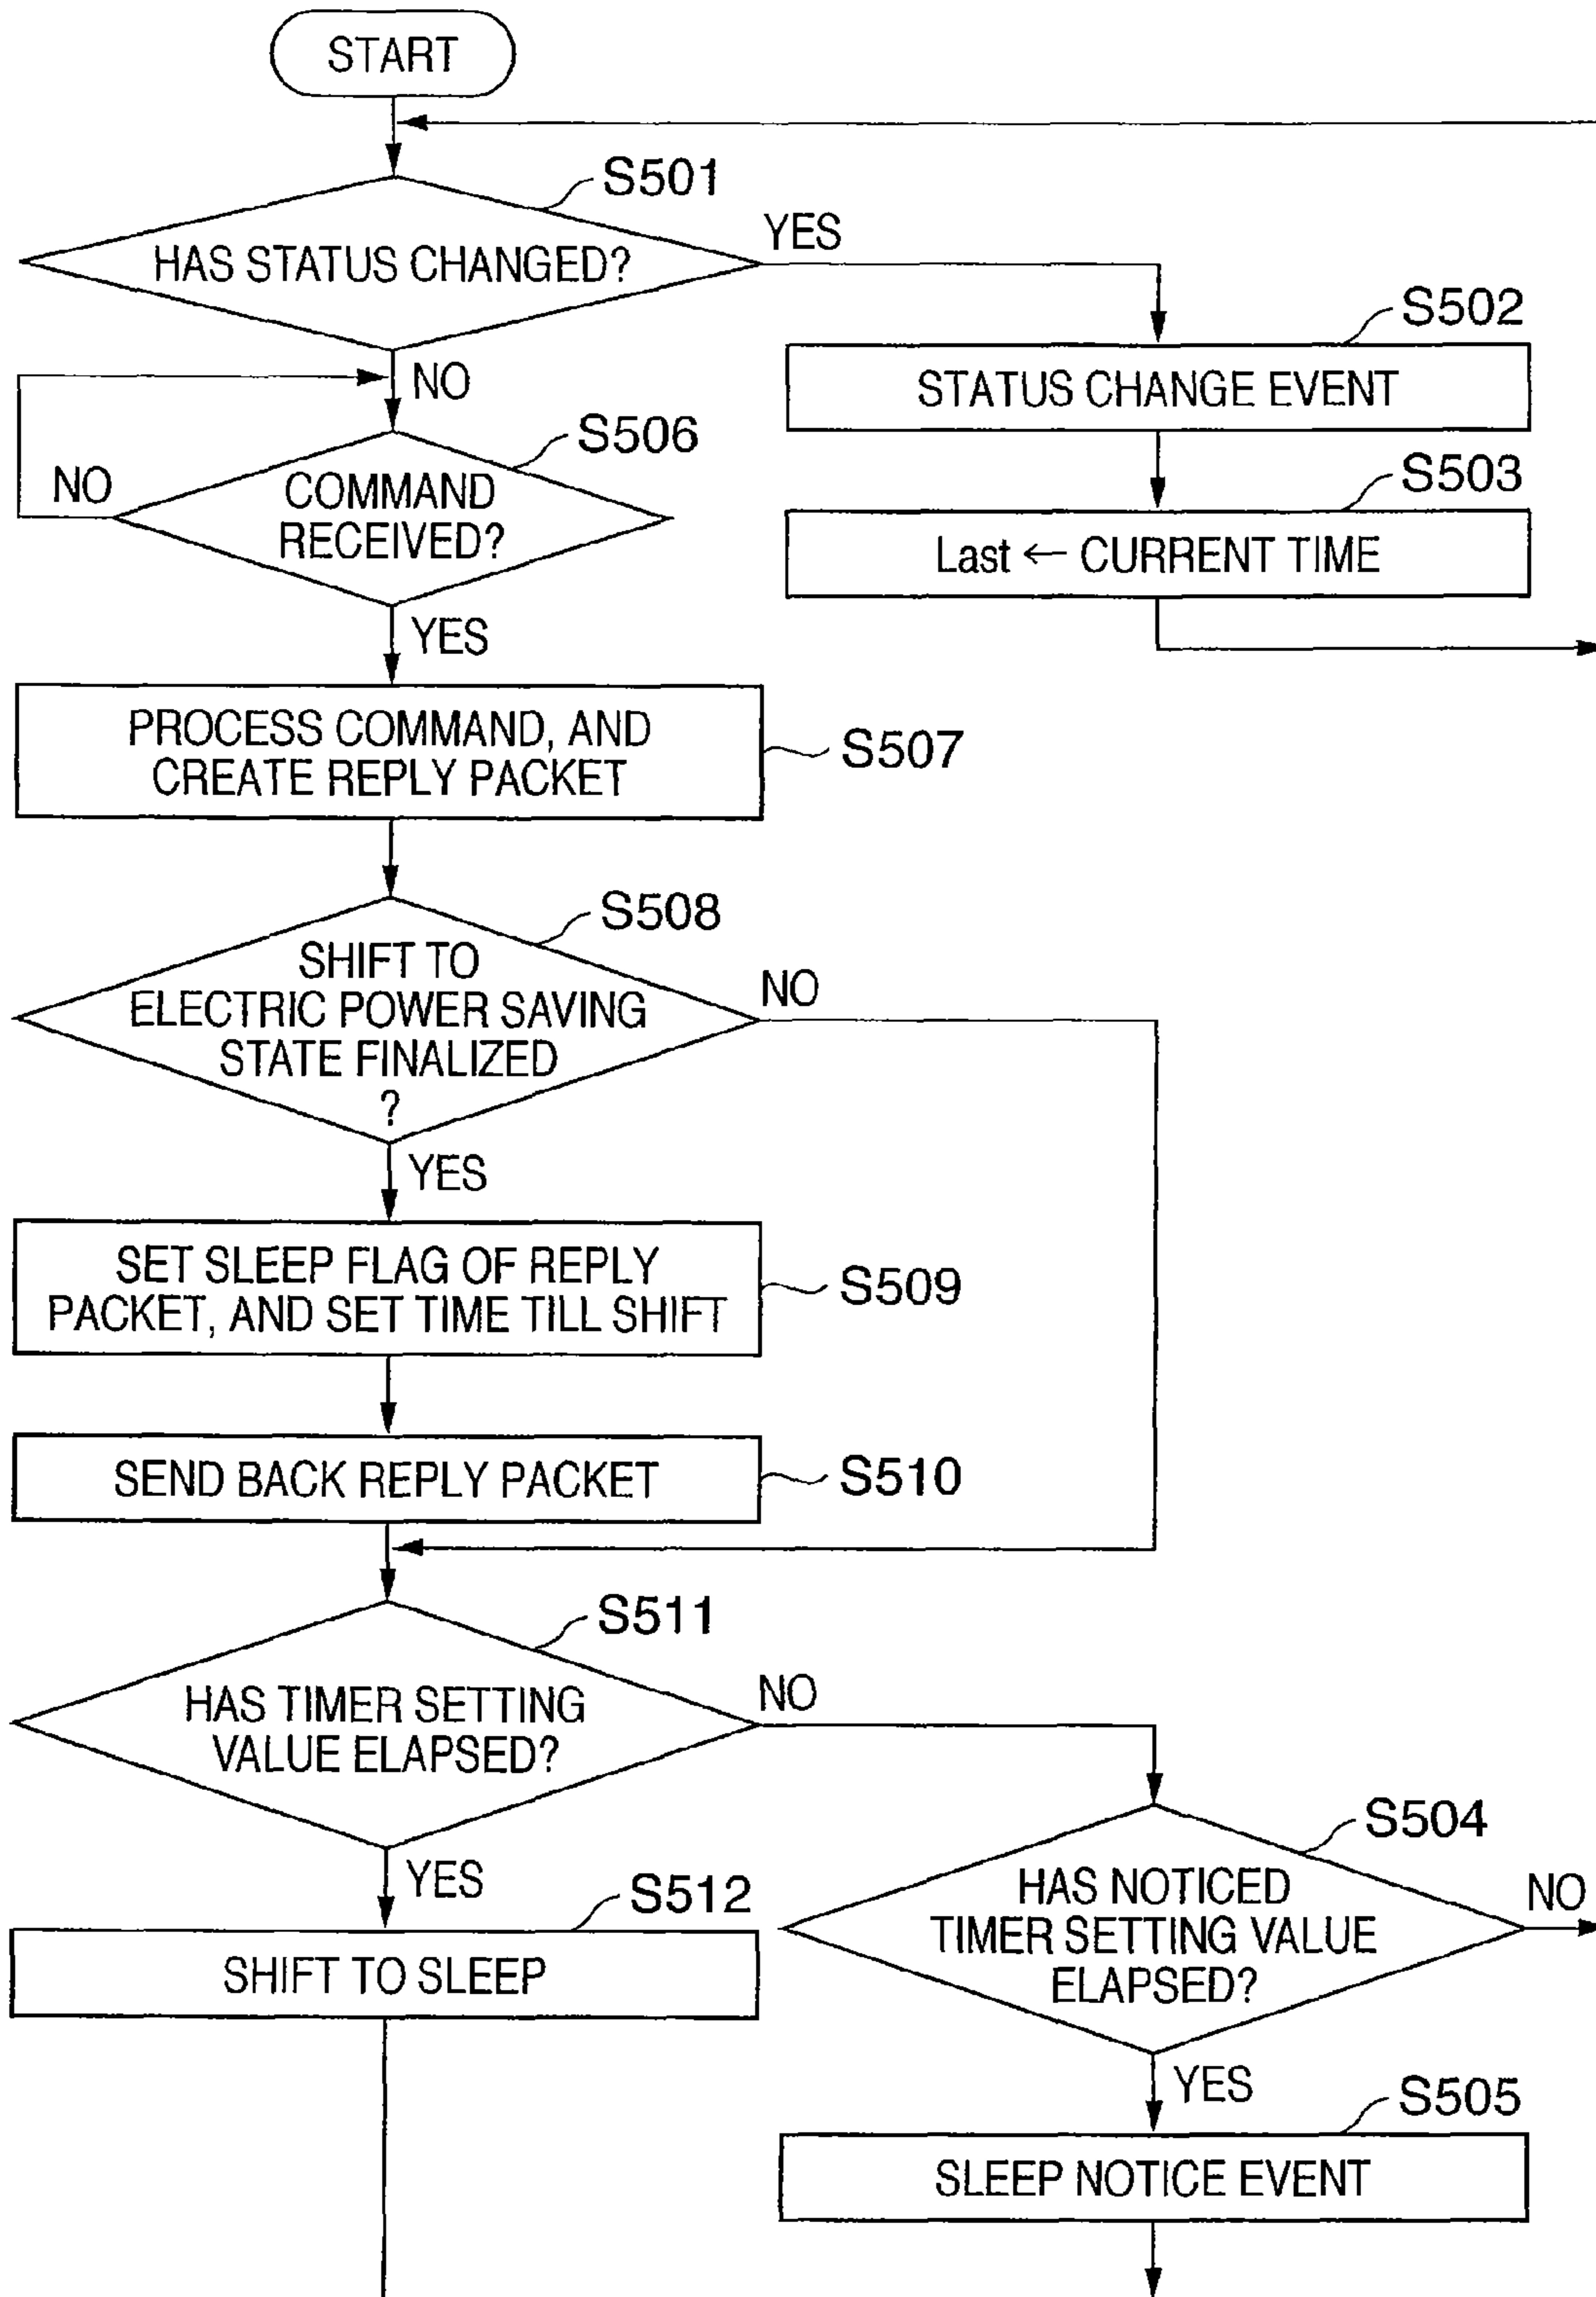 START
S501
HAS STATUS CHANGED?
YES
S502
STATUS CHANGE EVENT
NO
S506
NO
COMMAND
RECEIVED?
S503
Last ← CURRENT TIME
YES
PROCESS COMMAND, AND
CREATE REPLY PACKET
S507
S508
SHIFT TO
ELECTRIC POWER SAVING
STATE FINALIZED
?
NO
YES
SET SLEEP FLAG OF REPLY
PACKET, AND SET TIME TILL SHIFT
S509
SEND BACK REPLY PACKET
S510
S511
HAS TIMER SETTING
VALUE ELAPSED?
NO
S504
HAS NOTICED
TIMER SETTING VALUE
ELAPSED?
NO
YES
S512
SHIFT TO SLEEP
YES
S505
SLEEP NOTICE EVENT